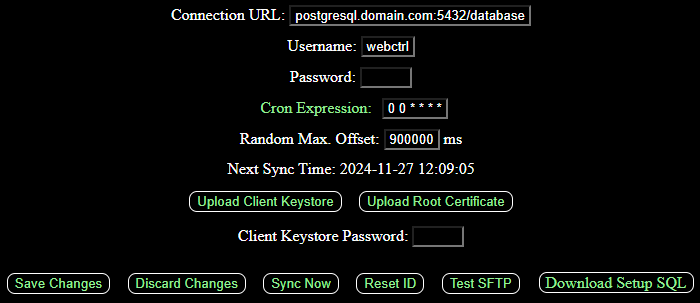 Connection URL: postgresql.domain.com:5432/database
Username: webctrl
Password:
Cron Expression: 0 0 * * * *
Random Max. Offset: 900000 ms
Next Sync Time: 2024-11-27 12:09:05
Upload Client Keystore Upload Root Certificate
Client Keystore Password:
Save Changes Discard Changes Sync Now Reset ID Test SFTP Download Setup SQL